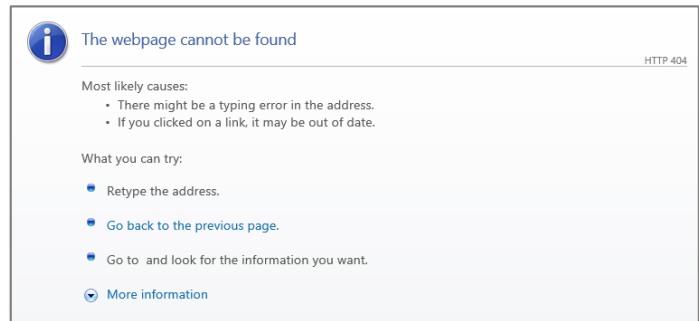 The webpage cannot be found
HTTP 404
Most likely causes:
• There might be a typing error in the address.
• If you clicked on a link, it may be out of date.
What you can try:
Retype the address.
Go back to the previous page.
Go to  and look for the information you want.
More information